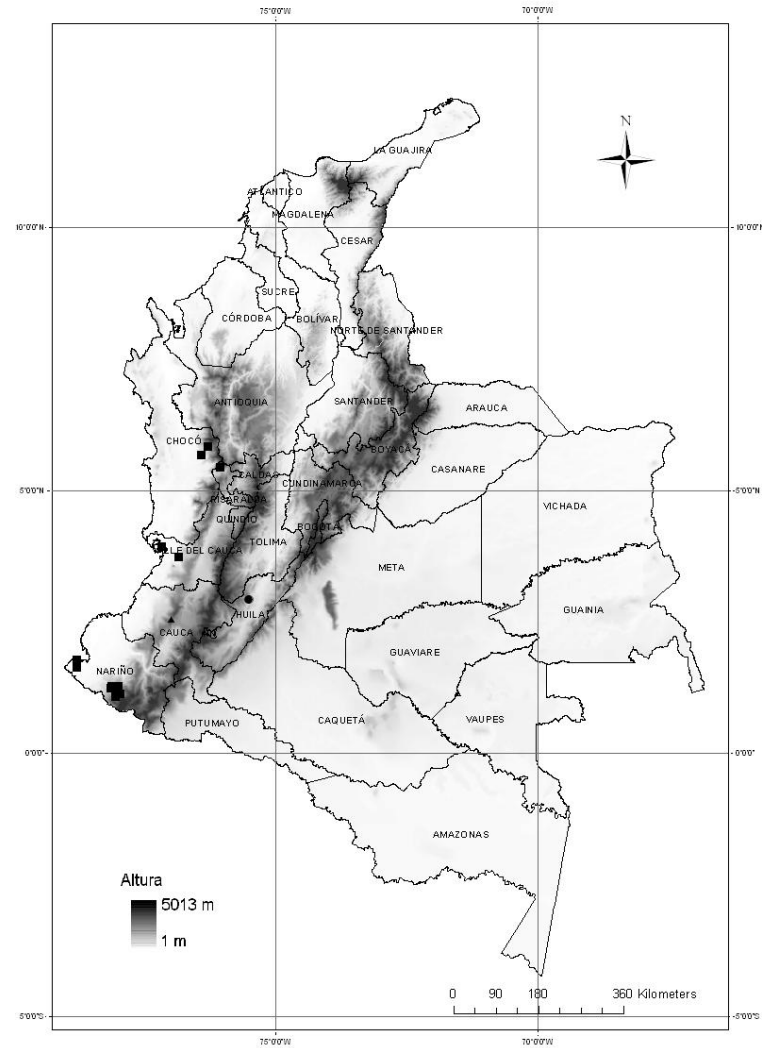 75°0'0"W 70°0'0"W
N
LA GUAJIRA
ATLANTICO
MAGDALENA
10°0'0"N 10°0'0"N
CESAR
SUCRE
CÓRDOBA BOLÍVAR
NORTE DE SANTANDER
ANTIOQUIA SANTANDER
ARAUCA
CHOCÓ
BOYACÁ
CALDAS CASANARE
CUNDINAMARCA
5°0'0"N 5°0'0"N
RISARALDA
VICHADA
QUINDÍO
BOGOTÁ
TOLIMA
VALLE DEL CAUCA
META
GUAINIA
HUILA
CAUCA
GUAVIARE
NARIÑO
PUTUMAYO CAQUETÁ VAUPES
0°0'0" 0°0'0"
AMAZONAS
Altura
5013 m
1 m
0 90 180 360 Kilometers
5°0'0"S 5°0'0"S
75°0'0"W 70°0'0"W